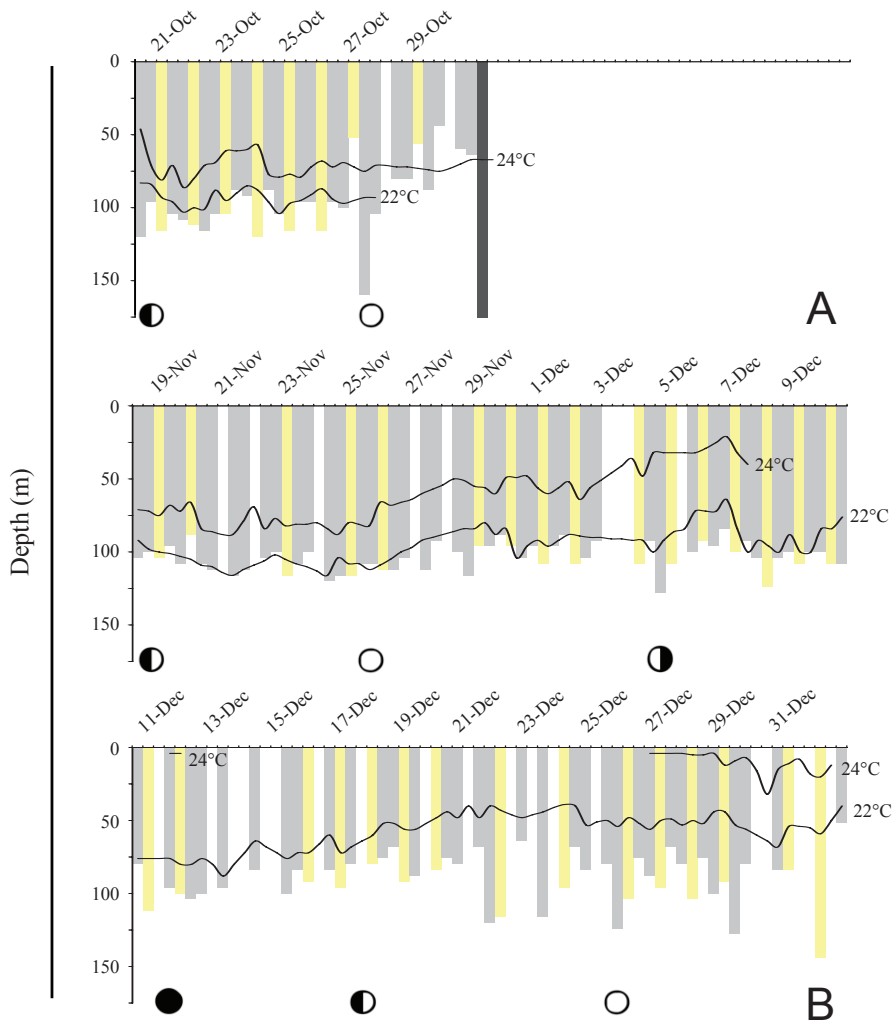 21-Oct 23-Oct 25-Oct 27-Oct 29-Oct
0
50
100
150
24°C
22°C
A
19-Nov 21-Nov 23-Nov 25-Nov 27-Nov 29-Nov 1-Dec 3-Dec 5-Dec 7-Dec 9-Dec
0
50
100
150
24°C
22°C
Depth (m)
11-Dec 13-Dec 15-Dec 17-Dec 19-Dec 21-Dec 23-Dec 25-Dec 27-Dec 29-Dec 31-Dec
0
50
100
150
24°C
24°C
22°C
B